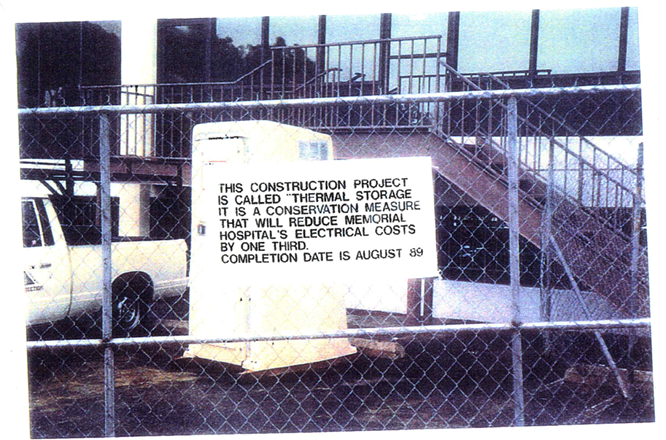 THIS CONSTRUCTION PROJECT
IS CALLED "THERMAL STORAGE
IT IS A CONSERVATION MEASURE
THAT WILL REDUCE MEMORIAL
HOSPITAL'S ELECTRICAL COSTS
BY ONE THIRD.
COMPLETION DATE IS AUGUST 89